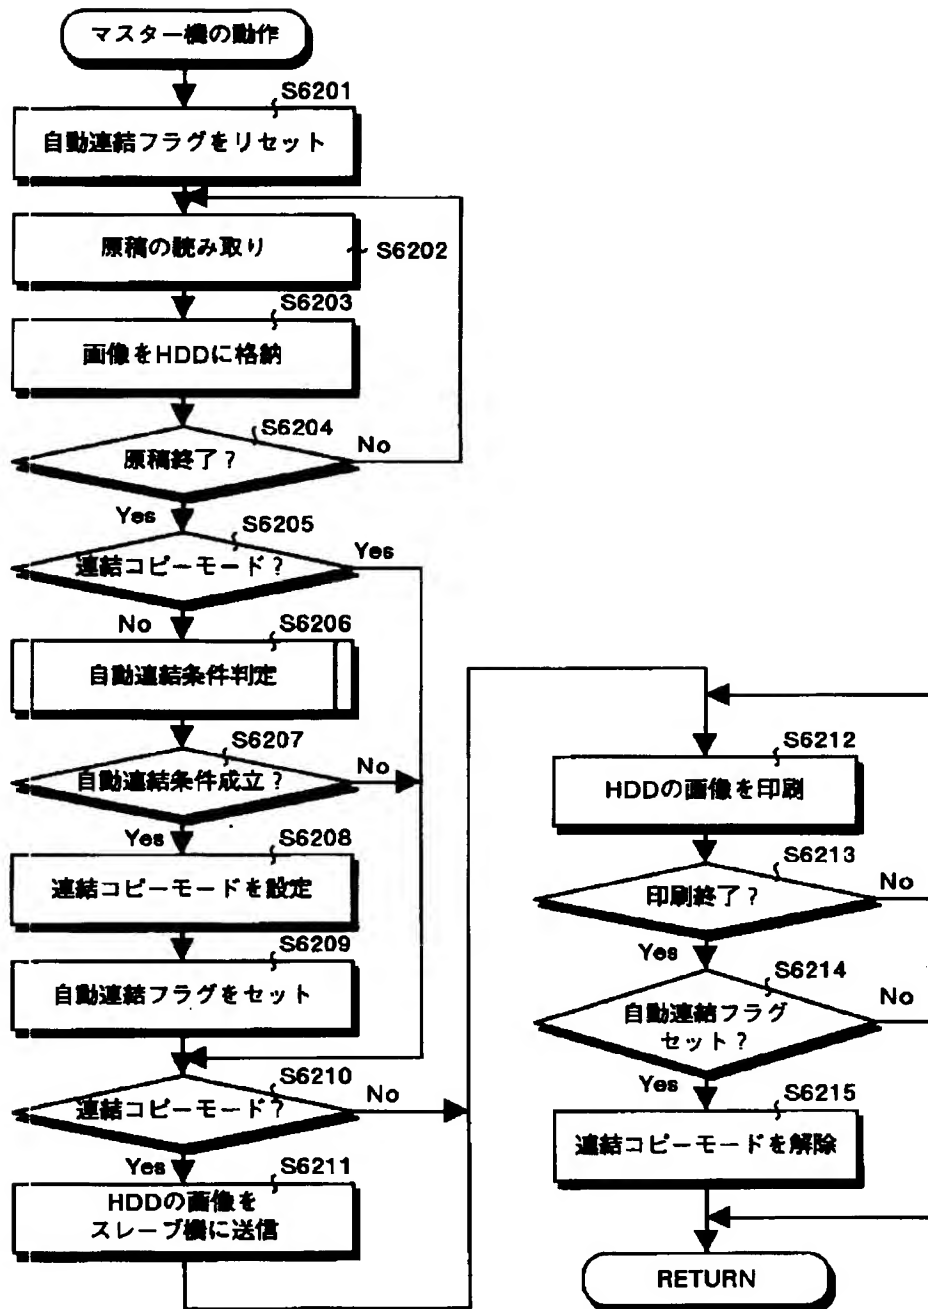 マスター機の動作
S6201
自動連結フラグをリセット
原稿の読み取り
S6202
S6203
画像をHDDに格納
S6204
原稿終了?
No
Yes
S6205
連結コピーモード?
Yes
No
S6206
自動連結条件判定
S6207
自動連結条件成立?
No
Yes
S6208
連結コピーモードを設定
S6209
自動連結フラグをセット
S6210
連結コピーモード?
No
Yes
S6211
HDDの画像を
スレーブ機に送信
S6212
HDDの画像を印刷
S6213
印刷終了?
No
Yes
S6214
自動連結フラグ
セット?
No
Yes
S6215
連結コピーモードを解除
RETURN